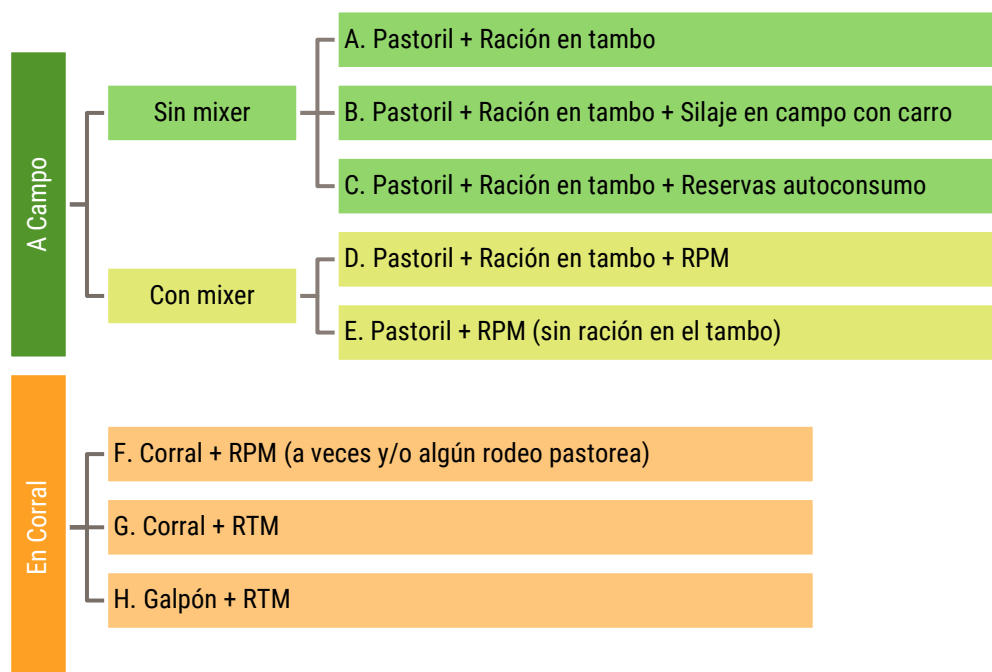 A Campo
Sin mixer
A. Pastoril + Ración en tambo
B. Pastoril + Ración en tambo + Silaje en campo con carro
C. Pastoril + Ración en tambo + Reservas autoconsumo
Con mixer
D. Pastoril + Ración en tambo + RPM
E. Pastoril + RPM (sin ración en el tambo)
En Corral
F. Corral + RPM (a veces y/o algún rodeo pastorea)
G. Corral + RTM
H. Galpón + RTM